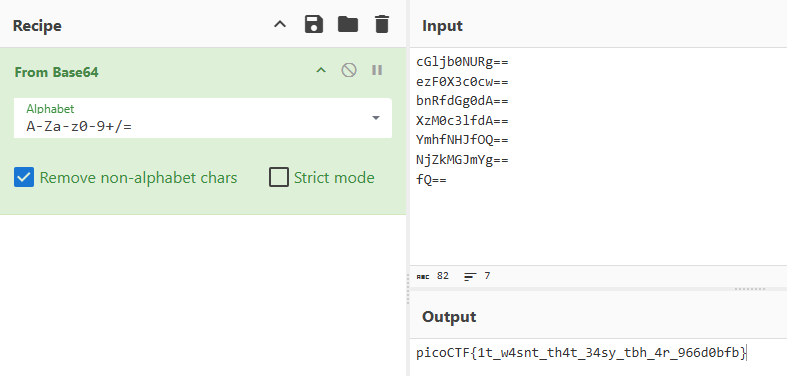 Recipe
From Base64
Alphabet
A-Za-z0-9+/=
Remove non-alphabet chars
Strict mode
Input
cGljb0NURg==
ezF0X3c0cw==
bnRfdGg0dA==
XzM0c3lfdA==
YmhfNHJfOQ==
NjZkMGJmYg==
fQ==
ABC 82 7
Output
picoCTF{1t_w4snt_th4t_34sy_tbh_4r_966d0bfb}